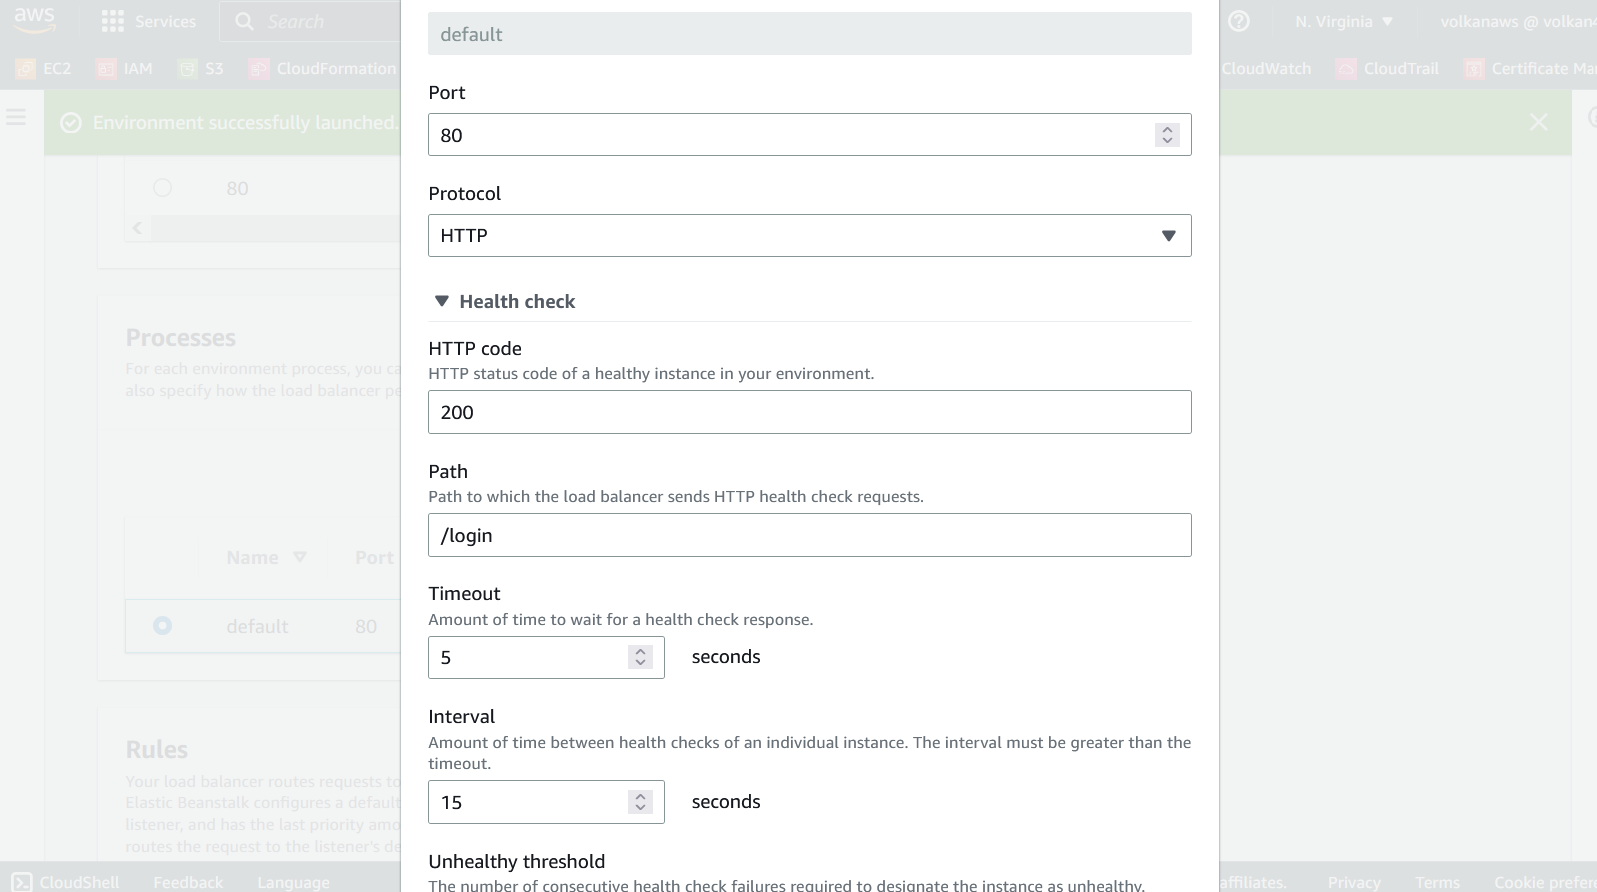 aws
Services
Search
N. Virginia
volkanaws @ volkan4
EC2
IAM
S3
CloudFormation
CloudWatch
CloudTrail
Certificate Ma
Environment successfully launched.
80
Processes
For each environment process, you ca
also specify how the load balancer pe
Name
Port
default
80
Rules
Your load balancer routes requests to
Elastic Beanstalk configures a default
listener, and has the last priority amo
routes the request to the listener's de
default
Port
80
Protocol
HTTP
Health check
HTTP code
HTTP status code of a healthy instance in your environment.
200
Path
Path to which the load balancer sends HTTP health check requests.
/login
Timeout
Amount of time to wait for a health check response.
5 seconds
Interval
Amount of time between health checks of an individual instance. The interval must be greater than the
timeout.
15 seconds
Unhealthy threshold
The number of consecutive health check failures required to designate the instance as unhealthy.
CloudShell
Feedback
Language
affiliates.
Privacy
Terms
Cookie prefere